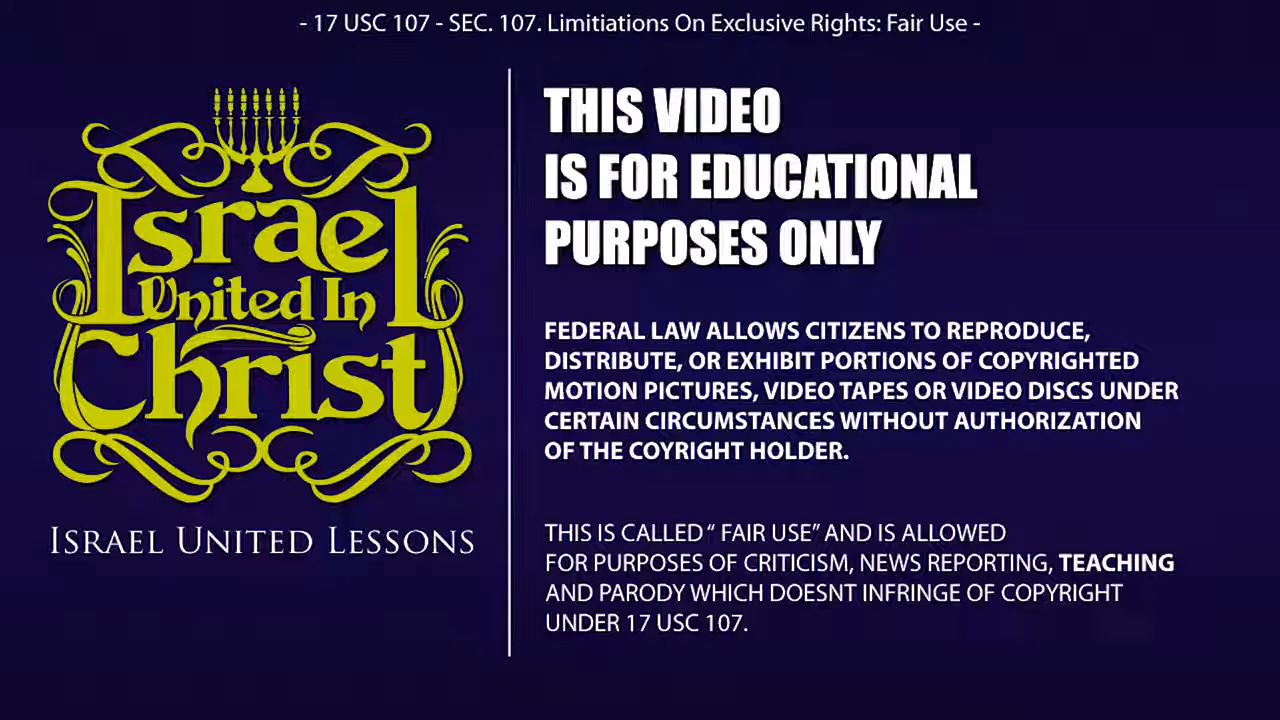 - 17 USC 107 - SEC. 107. Limitiations On Exclusive Rights: Fair Use -
Israel
United In
Christ
ISRAEL UNITED LESSONS
THIS VIDEO
IS FOR EDUCATIONAL
PURPOSES ONLY
FEDERAL LAW ALLOWS CITIZENS TO REPRODUCE,
DISTRIBUTE, OR EXHIBIT PORTIONS OF COPYRIGHTED
MOTION PICTURES, VIDEO TAPES OR VIDEO DISCS UNDER
CERTAIN CIRCUMSTANCES WITHOUT AUTHORIZATION
OF THE COYRIGHT HOLDER.
THIS IS CALLED “ FAIR USE” AND IS ALLOWED
FOR PURPOSES OF CRITICISM, NEWS REPORTING, TEACHING
AND PARODY WHICH DOESNT INFRINGE OF COPYRIGHT
UNDER 17 USC 107.